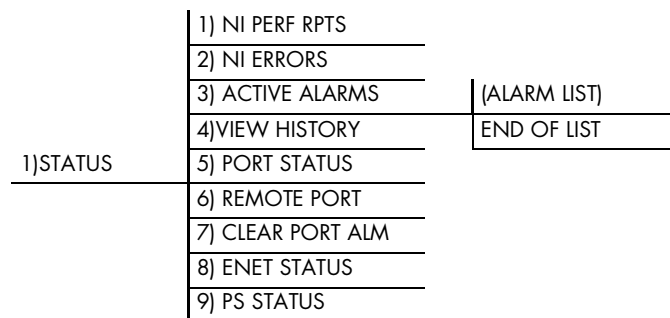 1) NI PERF RPTS
2) NI ERRORS
3) ACTIVE ALARMS (ALARM LIST)
4)VIEW HISTORY END OF LIST
1)STATUS 5) PORT STATUS
6) REMOTE PORT
7) CLEAR PORT ALM
8) ENET STATUS
9) PS STATUS